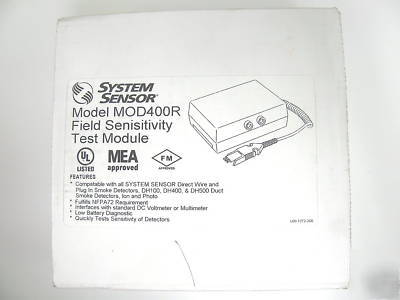 SYSTEM
SENSOR®
Model MOD400R
Field Senisitivity
Test Module
UL
LISTED
MEA
approved
FM
APPROVED
FEATURES
• Compatable with all SYSTEM SENSOR Direct Wire and
Plug In Smoke Detectors, DH100, DH400, & DH500 Duct
Smoke Detectors, Ion and Photo
• Fulfills NFPA72 Requirement
• Interfaces with standard DC Voltmeter or Multimeter
• Low Battery Diagnostic
• Quickly Tests Sensitivity of Detectors